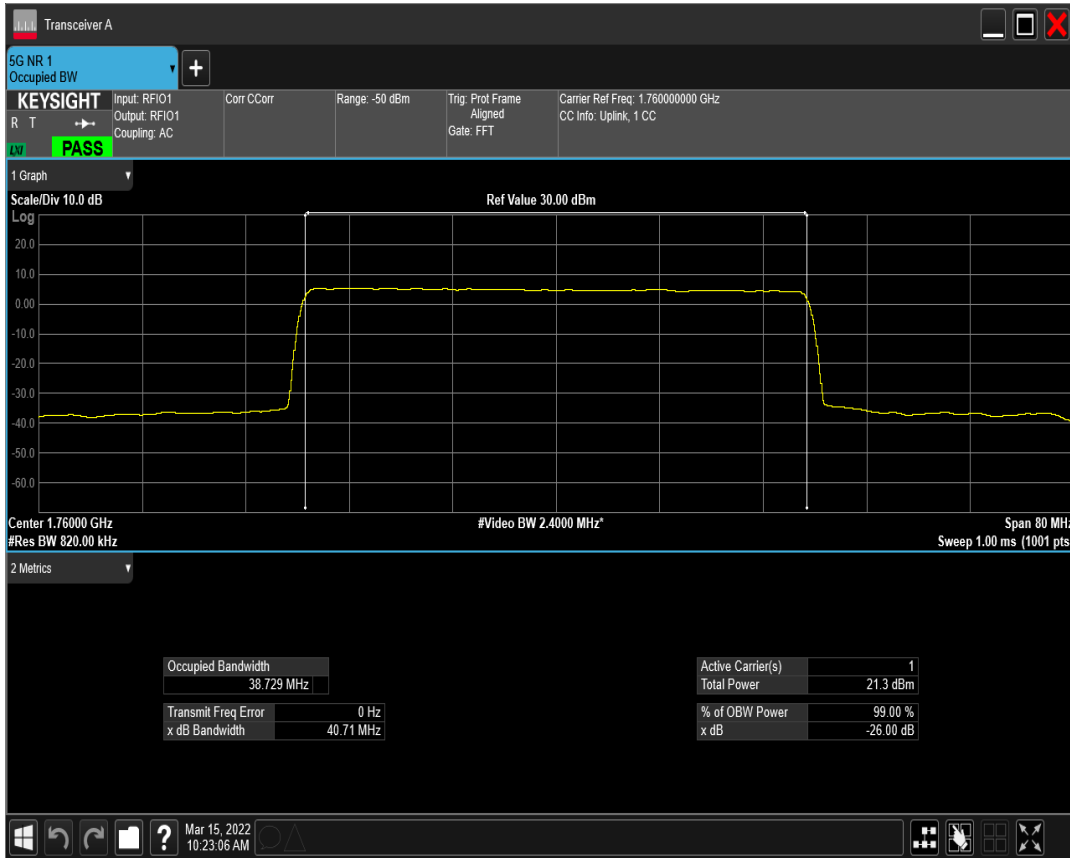 Transceiver A
5G NR 1
Occupied BW
KEYSIGHT
R T
LXI
PASS
Input: RFIO1
Output: RFIO1
Coupling: AC
Corr CCorr
Range: -50 dBm
Trig: Prot Frame
Aligned
Gate: FFT
Carrier Ref Freq: 1.760000000 GHz
CC Info: Uplink, 1 CC
1 Graph
Scale/Div 10.0 dB
Ref Value 30.00 dBm
Log
20.0
10.0
0.00
-10.0
-20.0
-30.0
-40.0
-50.0
-60.0
Center 1.76000 GHz
#Video BW 2.4000 MHz*
Span 80 MHz
#Res BW 820.00 kHz
Sweep 1.00 ms (1001 pts
2 Metrics
Occupied Bandwidth
38.729 MHz
Transmit Freq Error 0 Hz
x dB Bandwidth 40.71 MHz
Active Carrier(s) 1
Total Power 21.3 dBm
% of OBW Power 99.00 %
x dB -26.00 dB
?
Mar 15, 2022
10:23:06 AM